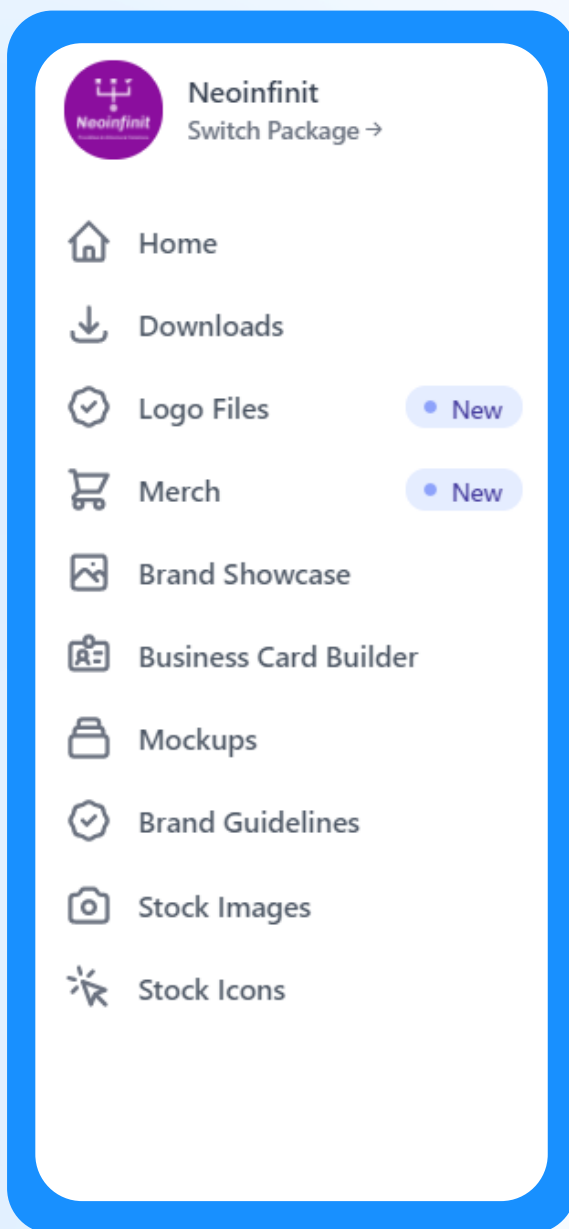 Neoinfinit
Neoinfinit
Switch Package →
Home
Downloads
Logo Files
New
Merch
New
Brand Showcase
Business Card Builder
Mockups
Brand Guidelines
Stock Images
Stock Icons